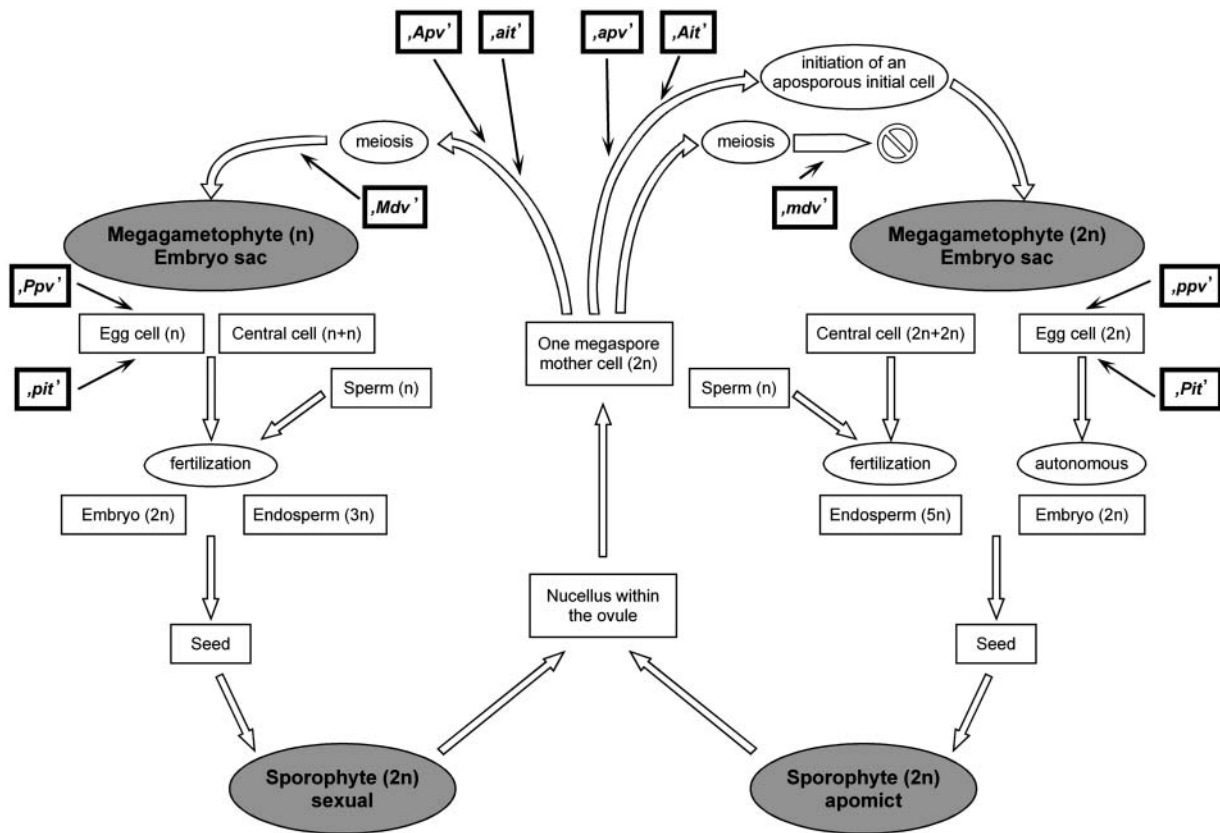 ‚Apv’
‚ait’
‚apv’
‚Ait’
initiation of an
aposporous initial cell
meiosis
meiosis
‚Mdv’
‚mdv’
Megagametophyte (n)
Embryo sac
Megagametophyte (2n)
Embryo sac
‚Ppv’
‚ppv’
Egg cell (n)
Central cell (n+n)
One megaspore
mother cell (2n)
Central cell (2n+2n)
Egg cell (2n)
‚pit’
Sperm (n)
Sperm (n)
‚Pit’
fertilization
fertilization
autonomous
Embryo (2n)
Endosperm (3n)
Endosperm (5n)
Embryo (2n)
Nucellus within
the ovule
Seed
Seed
Sporophyte (2n)
sexual
Sporophyte (2n)
apomict